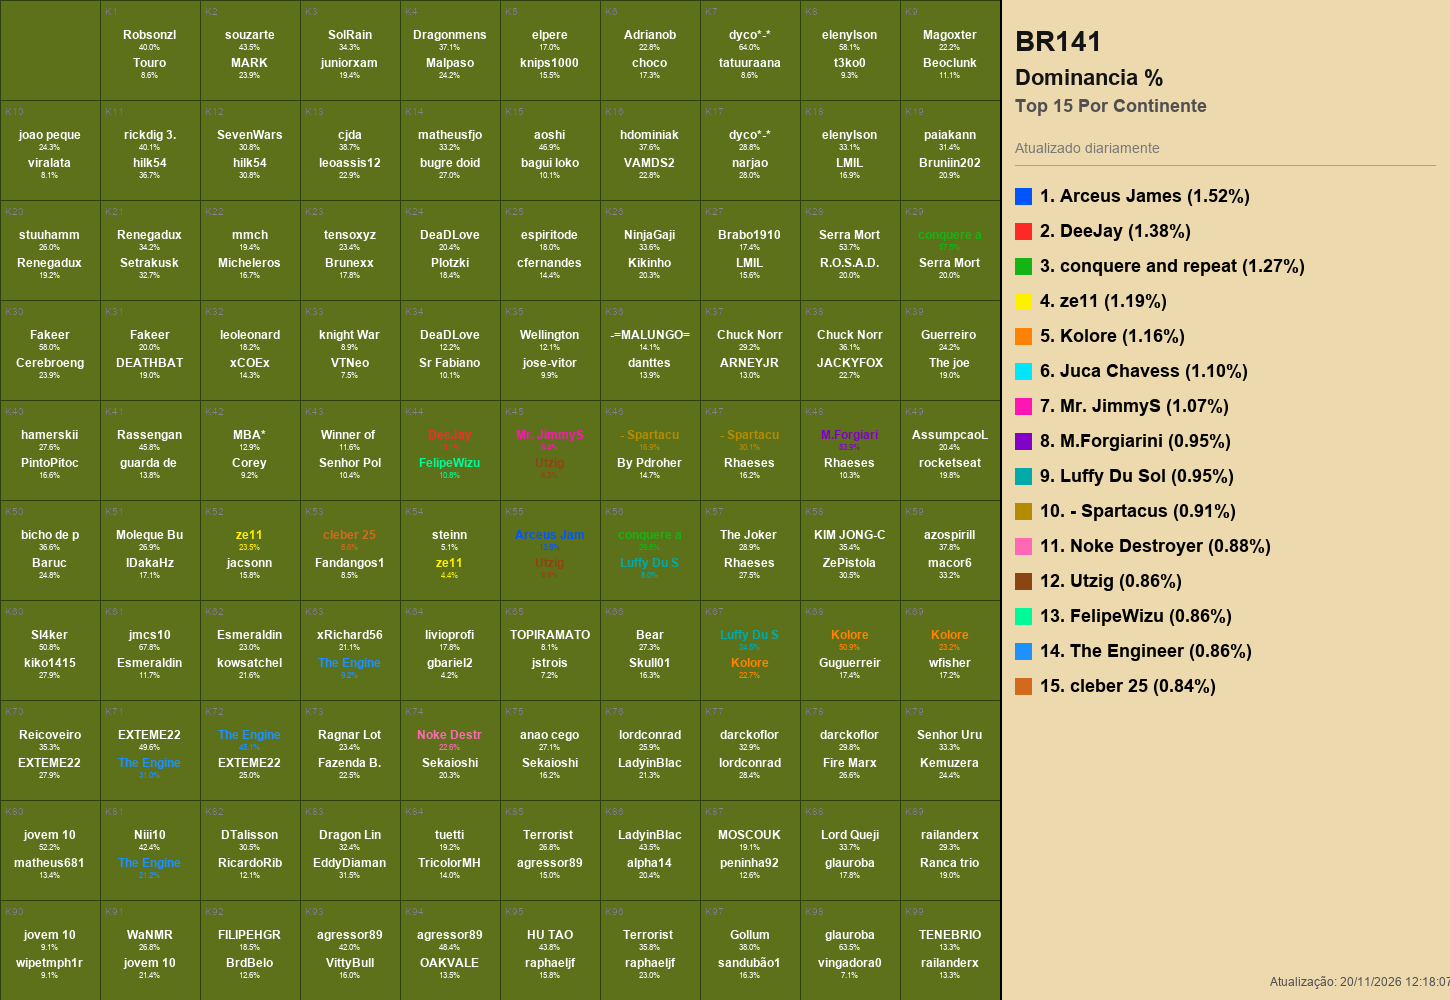 K1 K2 K3 K4 K5 K6 K7 K8 K9
Robsonzl souzarte SolRain Dragonmens elpere Adrianob dyco*-* elenylson Magoxter
40.0% 43.5% 34.3% 37.1% 17.0% 22.8% 64.0% 58.1% 22.2%
Touro MARK juniorxam Malpaso knips1000 choco tatuuraana t3ko0 Beoclunk
8.6% 23.9% 19.4% 24.2% 15.5% 17.3% 8.6% 9.3% 11.1%
K10 K11 K12 K13 K14 K15 K16 K17 K18 K19
joao peque rickdig 3. SevenWars cjda matheusfjo aoshi hdominiak dyco*-* elenylson paiakann
24.3% 40.1% 30.8% 38.7% 33.2% 46.9% 37.6% 28.8% 33.1% 31.4%
viralata hilk54 hilk54 leoassis12 bugre doid bagui loko VAMDS2 narjao LMIL Bruniin202
8.1% 36.7% 30.8% 22.9% 27.0% 10.1% 22.8% 28.0% 16.9% 20.9%
K20 K21 K22 K23 K24 K25 K26 K27 K28 K29
stuuhamm Renegadux mmch tensoxyz DeaDLove espiritode NinjaGaji Brabo1910 Serra Mort conquere a
26.0% 34.2% 19.4% 23.4% 20.4% 18.0% 33.6% 17.4% 53.7%
Renegadux Setrakusk Micheleros Brunexx Plotzki cfernandes Kikinho LMIL R.O.S.A.D. Serra Mort
19.2% 32.7% 16.7% 17.8% 18.4% 14.4% 20.3% 15.6% 20.0% 20.0%
K30 K31 K32 K33 K34 K35 K36 K37 K38 K39
Fakeer Fakeer leoleonard knight War DeaDLove Wellington -=MALUNGO= Chuck Norr Chuck Norr Guerreiro
58.0% 20.0% 18.2% 8.9% 12.2% 12.1% 14.1% 29.2% 36.1% 24.2%
Cerebroeng DEATHBAT xCOEx VTNeo Sr Fabiano jose-vitor danttes ARNEYJR JACKYFOX The joe
23.9% 19.0% 14.3% 7.5% 10.1% 9.9% 13.9% 13.0% 22.7% 19.0%
K40 K41 K42 K43 K44 K45 K46 K47 K48 K49
hamerskii Rassengan MBA* Winner of DeeJay Mr. JimmyS - Spartacu - Spartacu M.Forgiari AssumpcaoL
27.6% 45.8% 12.9% 11.6% 16.9% 30.1% 20.4%
PintoPitoc guarda de Corey Senhor Pol FelipeWizu Utzig By Pdroher Rhaeses Rhaeses rocketseat
16.6% 13.8% 9.2% 10.4% 10.8% 14.7% 16.2% 10.3% 19.8%
K50 K51 K52 K53 K54 K55 K56 K57 K58 K59
bicho de p Moleque Bu ze11 cleber 25 steinn Arceus Jam conquere a The Joker KIM JONG-C azospirill
36.6% 26.9% 23.5% 5.1% 28.9% 35.4% 37.8%
Baruc IDakaHz jacsonn Fandangos1 ze11 Utzig Luffy Du S Rhaeses ZePistola macor6
24.8% 17.1% 15.8% 8.5% 4.4% 27.5% 30.5% 33.2%
K60 K61 K62 K63 K64 K65 K66 K67 K68 K69
Sl4ker jmcs10 Esmeraldin xRichard56 livioprofi TOPIRAMATO Bear Luffy Du S Kolore Kolore
50.8% 67.8% 23.0% 21.1% 17.8% 8.1% 27.3% 50.9% 23.2%
kiko1415 Esmeraldin kowsatchel The Engine gbariel2 jstrois Skull01 Kolore Guguerreir wfisher
27.9% 11.7% 21.6% 4.2% 7.2% 16.3% 22.7% 17.4% 17.2%
K70 K71 K72 K73 K74 K75 K76 K77 K78 K79
Reicoveiro EXTEME22 The Engine Ragnar Lot Noke Destr anao cego lordconrad darckoflor darckoflor Senhor Uru
35.3% 49.6% 23.4% 22.6% 27.1% 25.9% 32.9% 29.8% 33.3%
EXTEME22 The Engine EXTEME22 Fazenda B. Sekaioshi Sekaioshi LadyinBlac lordconrad Fire Marx Kemuzera
27.9% 25.0% 22.5% 20.3% 16.2% 21.3% 28.4% 26.6% 24.4%
K80 K81 K82 K83 K84 K85 K86 K87 K88 K89
jovem 10 Niii10 DTalisson Dragon Lin tuetti Terrorist LadyinBlac MOSCOUK Lord Queji railanderx
52.2% 42.4% 30.5% 32.4% 19.2% 26.8% 43.5% 19.1% 33.7% 29.3%
matheus681 The Engine RicardoRib EddyDiaman TricolorMH agressor89 alpha14 peninha92 glauroba Ranca trio
13.4% 12.1% 31.5% 14.0% 15.0% 20.4% 12.6% 17.8% 19.0%
K90 K91 K92 K93 K94 K95 K96 K97 K98 K99
jovem 10 WaNMR FILIPEHGR agressor89 agressor89 HU TAO Terrorist Gollum glauroba TENEBRIO
9.1% 26.8% 18.5% 42.0% 48.4% 43.8% 35.8% 38.0% 63.5% 13.3%
wipetmph1r jovem 10 BrdBelo VittyBull OAKVALE raphaeljf raphaeljf sandubão1 vingadora0 railanderx
9.1% 21.4% 12.6% 16.0% 13.5% 15.8% 23.0% 16.3% 7.1% 13.3%
BR141
Dominancia %
Top 15 Por Continente
Atualizado diariamente
1. Arceus James (1.52%)
2. DeeJay (1.38%)
3. conquere and repeat (1.27%)
4. ze11 (1.19%)
5. Kolore (1.16%)
6. Juca Chavess (1.10%)
7. Mr. JimmyS (1.07%)
8. M.Forgiarini (0.95%)
9. Luffy Du Sol (0.95%)
10. - Spartacus (0.91%)
11. Noke Destroyer (0.88%)
12. Utzig (0.86%)
13. FelipeWizu (0.86%)
14. The Engineer (0.86%)
15. cleber 25 (0.84%)
Atualização: 20/11/2026 12:18:07